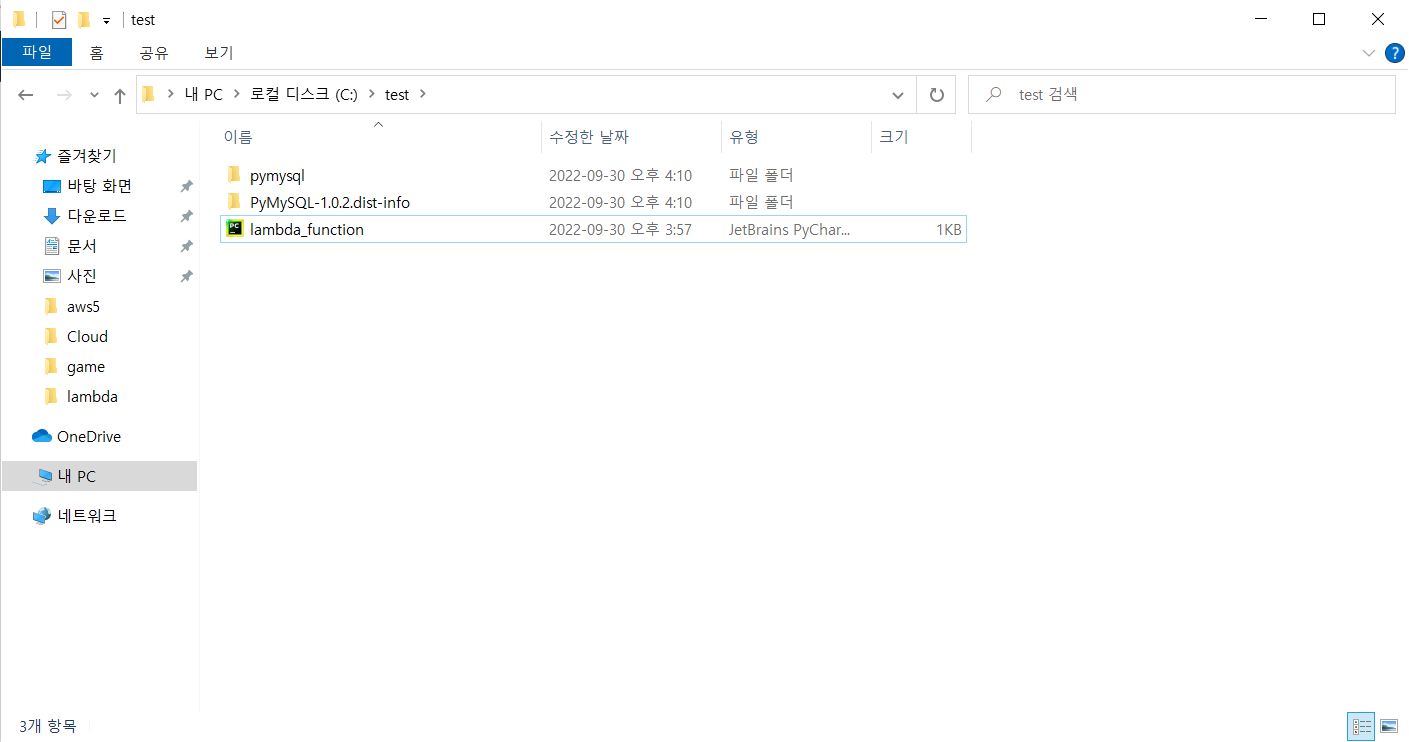 test
파일 홈 공유 보기
내 PC 로컬 디스크 (C:) test
test 검색
이름 수정한 날짜 유형 크기
pymysql 2022-09-30 오후 4:10 파일 폴더
PyMySQL-1.0.2.dist-info 2022-09-30 오후 4:10 파일 폴더
lambda_function 2022-09-30 오후 3:57 JetBrains PyChar... 1KB
즐겨찾기
바탕 화면
다운로드
문서
사진
aws5
Cloud
game
lambda
OneDrive
내 PC
네트워크
3개 항목